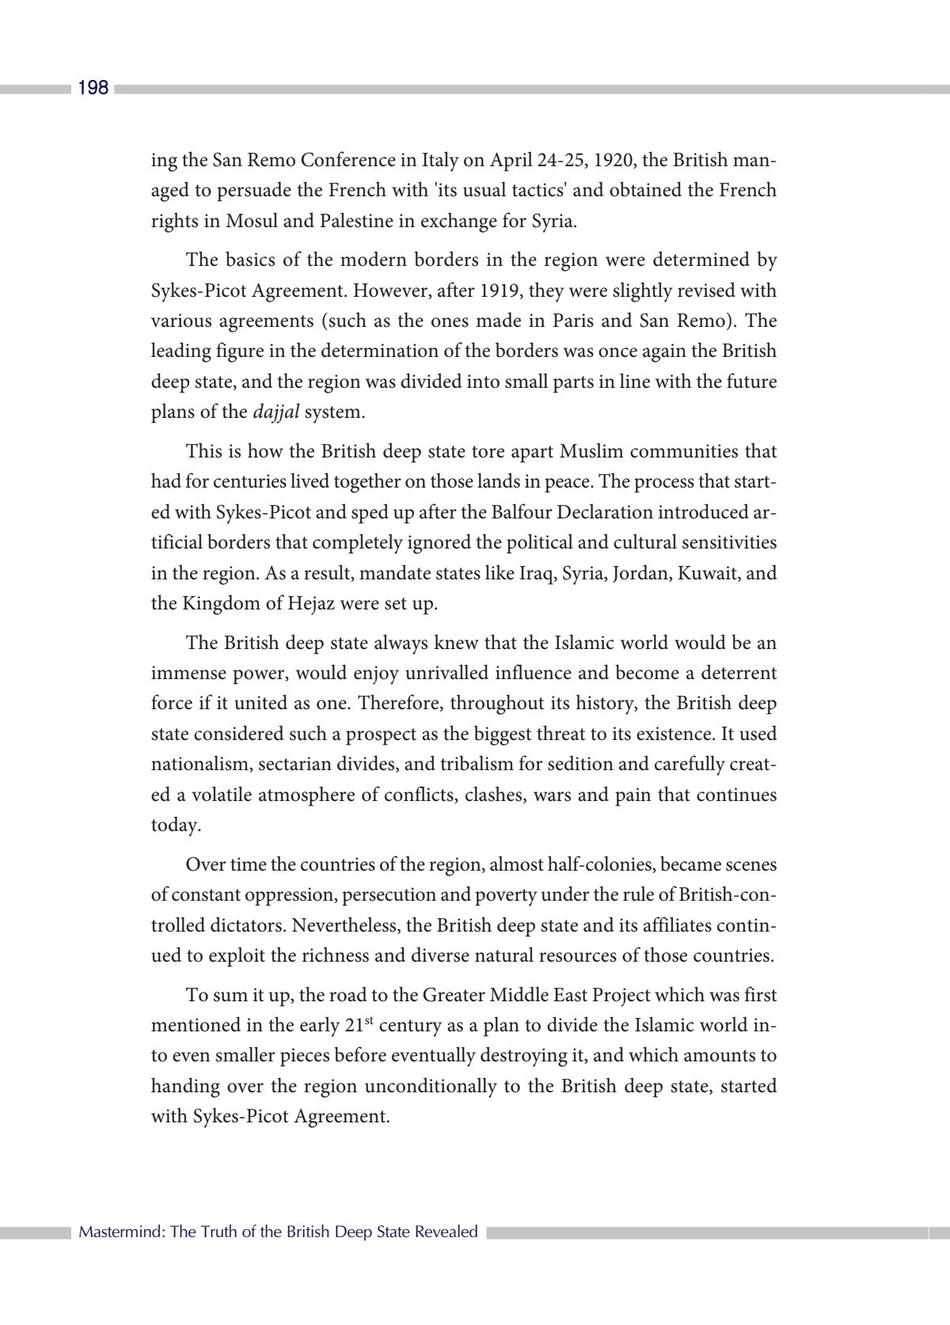 198
ing the San Remo Conference in Italy on April 24-25, 1920, the British man-
aged to persuade the French with 'its usual tactics' and obtained the French
rights in Mosul and Palestine in exchange for Syria.
The basics of the modern borders in the region were determined by
Sykes-Picot Agreement. However, after 1919, they were slightly revised with
various agreements (such as the ones made in Paris and San Remo). The
leading figure in the determination of the borders was once again the British
deep state, and the region was divided into small parts in line with the future
plans of the dajjal system.
This is how the British deep state tore apart Muslim communities that
had for centuries lived together on those lands in peace. The process that start-
ed with Sykes-Picot and sped up after the Balfour Declaration introduced ar-
tificial borders that completely ignored the political and cultural sensitivities
in the region. As a result, mandate states like Iraq, Syria, Jordan, Kuwait, and
the Kingdom of Hejaz were set up.
The British deep state always knew that the Islamic world would be an
immense power, would enjoy unrivalled influence and become a deterrent
force if it united as one. Therefore, throughout its history, the British deep
state considered such a prospect as the biggest threat to its existence. It used
nationalism, sectarian divides, and tribalism for sedition and carefully creat-
ed a volatile atmosphere of conflicts, clashes, wars and pain that continues
today.
Over time the countries of the region, almost half-colonies, became scenes
of constant oppression, persecution and poverty under the rule of British-con-
trolled dictators. Nevertheless, the British deep state and its affiliates contin-
ued to exploit the richness and diverse natural resources of those countries.
To sum it up, the road to the Greater Middle East Project which was first
mentioned in the early 21st century as a plan to divide the Islamic world in-
to even smaller pieces before eventually destroying it, and which amounts to
handing over the region unconditionally to the British deep state, started
with Sykes-Picot Agreement.
Mastermind: The Truth of the British Deep State Revealed